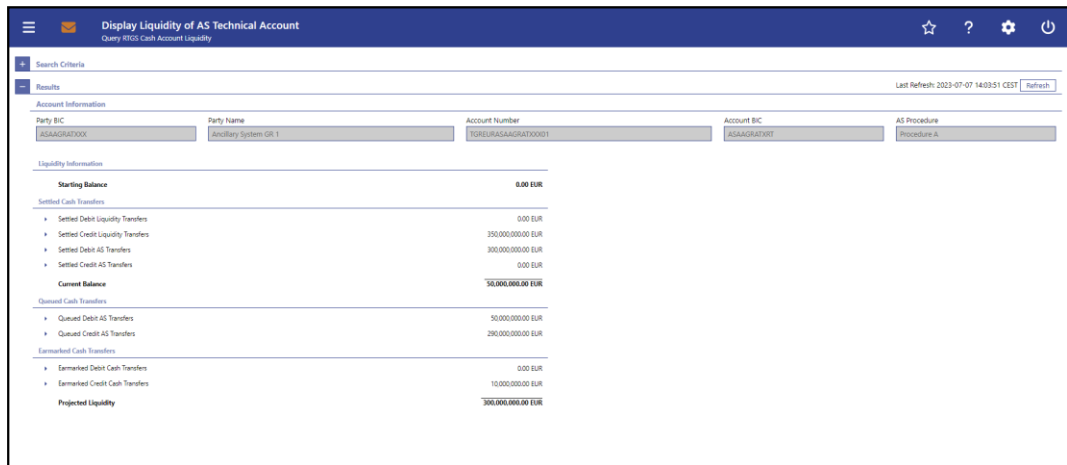 Display Liquidity of AS Technical Account
Query RTGS Cash Account Liquidity
Search Criteria
Results
Last Refresh: 2023-07-07 14:03:51 CEST Refresh
Account Information
Party BIC Party Name Account Number Account BIC AS Procedure
ASAAGRATXXX Ancillary System GR 1 TGREURASAAGRATXXX01 ASAAGRATXRT Procedure A
Liquidity Information
Starting Balance 0.00 EUR
Settled Cash Transfers
Settled Debit Liquidity Transfers 0.00 EUR
Settled Credit Liquidity Transfers 350,000,000.00 EUR
Settled Debit AS Transfers 300,000,000.00 EUR
Settled Credit AS Transfers 0.00 EUR
Current Balance 50,000,000.00 EUR
Queued Cash Transfers
Queued Debit AS Transfers 50,000,000.00 EUR
Queued Credit AS Transfers 290,000,000.00 EUR
Earmarked Cash Transfers
Earmarked Debit Cash Transfers 0.00 EUR
Earmarked Credit Cash Transfers 10,000,000.00 EUR
Projected Liquidity 300,000,000.00 EUR